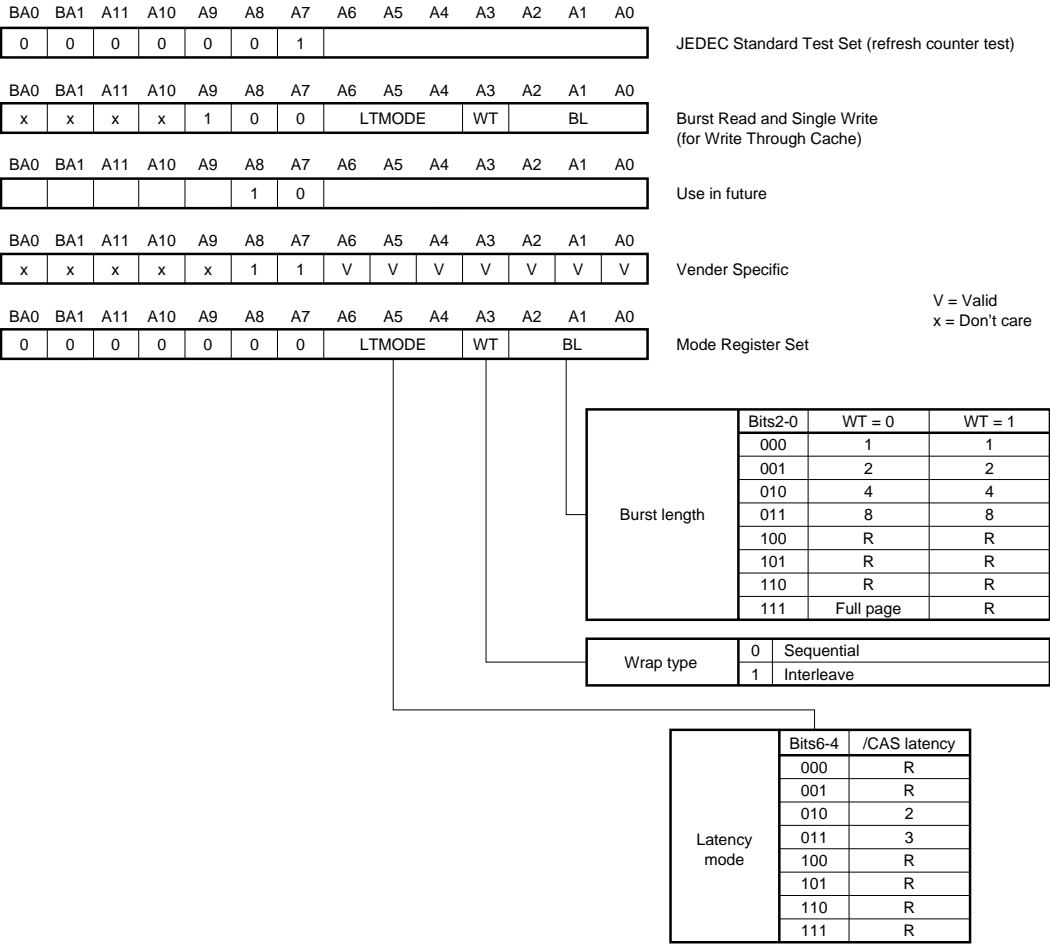 BA0 BA1 A11 A10 A9 A8 A7 A6 A5 A4 A3 A2 A1 A0
0 0 0 0 0 0 1
JEDEC Standard Test Set (refresh counter test)
BA0 BA1 A11 A10 A9 A8 A7 A6 A5 A4 A3 A2 A1 A0
x x x x 1 0 0 LTMODE WT BL
Burst Read and Single Write
(for Write Through Cache)
BA0 BA1 A11 A10 A9 A8 A7 A6 A5 A4 A3 A2 A1 A0
1 0
Use in future
BA0 BA1 A11 A10 A9 A8 A7 A6 A5 A4 A3 A2 A1 A0
x x x x x 1 1 V V V V V V V
Vender Specific
V = Valid
x = Don't care
BA0 BA1 A11 A10 A9 A8 A7 A6 A5 A4 A3 A2 A1 A0
0 0 0 0 0 0 0 LTMODE WT BL
Mode Register Set
Burst length
Bits2-0 WT = 0 WT = 1
000 1 1
001 2 2
010 4 4
011 8 8
100 R R
101 R R
110 R R
111 Full page R
Wrap type
0 Sequential
1 Interleave
Latency
mode
Bits6-4 /CAS latency
000 R
001 R
010 2
011 3
100 R
101 R
110 R
111 R